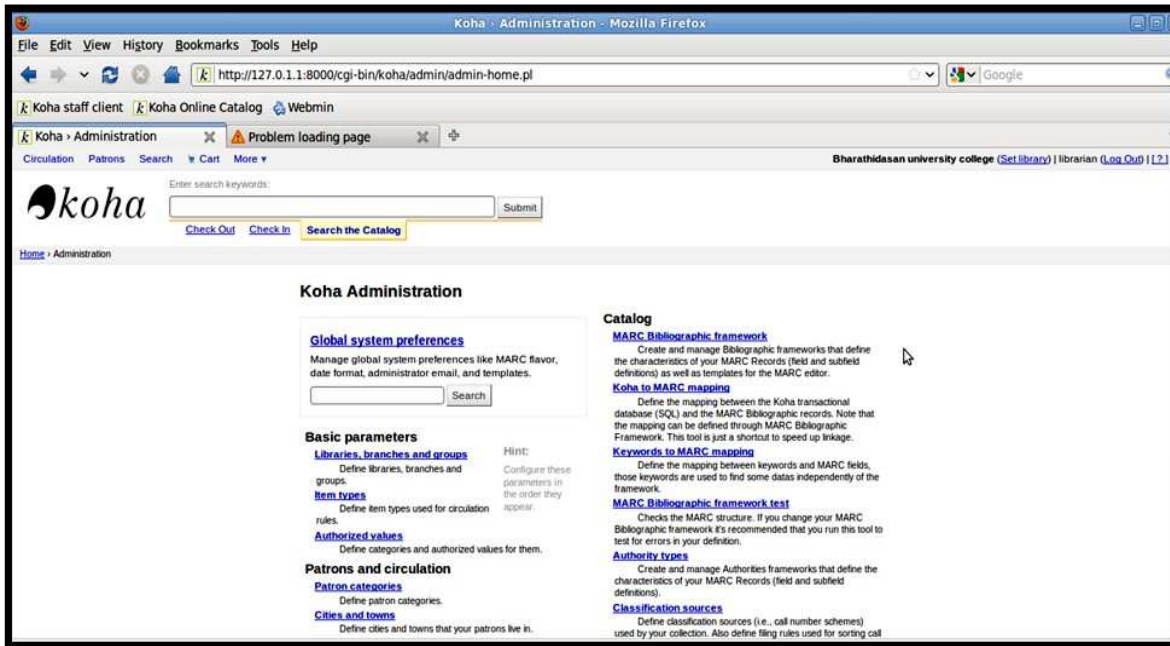 Koha › Administration - Mozilla Firefox
File Edit View History Bookmarks Tools Help
http://127.0.1.1:8000/cgi-bin/koha/admin/admin-home.pl
Google
Koha staff client Koha Online Catalog Webmin
Koha › Administration Problem loading page
Circulation Patrons Search Cart More ▾ Bharathidasan university college (Set library) | librarian (Log Out) | [ ? ]
koha
Enter search keywords:
Submit
Check Out Check In Search the Catalog
Home › Administration
Koha Administration
Global system preferences
Manage global system preferences like MARC flavor,
date format, administrator email, and templates.
Search
Basic parameters
Libraries, branches and groups
Define libraries, branches and
groups.
Item types
Define item types used for circulation
rules.
Authorized values
Define categories and authorized values for them.
Hint:
Configure these
parameters in
the order they
appear.
Patrons and circulation
Patron categories
Define patron categories.
Cities and towns
Define cities and towns that your patrons live in.
Catalog
MARC Bibliographic framework
Create and manage Bibliographic frameworks that define
the characteristics of your MARC Records (field and subfield
definitions) as well as templates for the MARC editor.
Koha to MARC mapping
Define the mapping between the Koha transactional
database (SQL) and the MARC Bibliographic records. Note that
the mapping can be defined through MARC Bibliographic
Framework. This tool is just a shortcut to speed up linkage.
Keywords to MARC mapping
Define the mapping between keywords and MARC fields,
those keywords are used to find some datas independently of the
framework.
MARC Bibliographic framework test
Checks the MARC structure. If you change your MARC
Bibliographic framework it's recommended that you run this tool to
test for errors in your definition.
Authority types
Create and manage Authorities frameworks that define the
characteristics of your MARC Records (field and subfield
definitions).
Classification sources
Define classification sources (i.e., call number schemes)
used by your collection. Also define filing rules used for sorting call